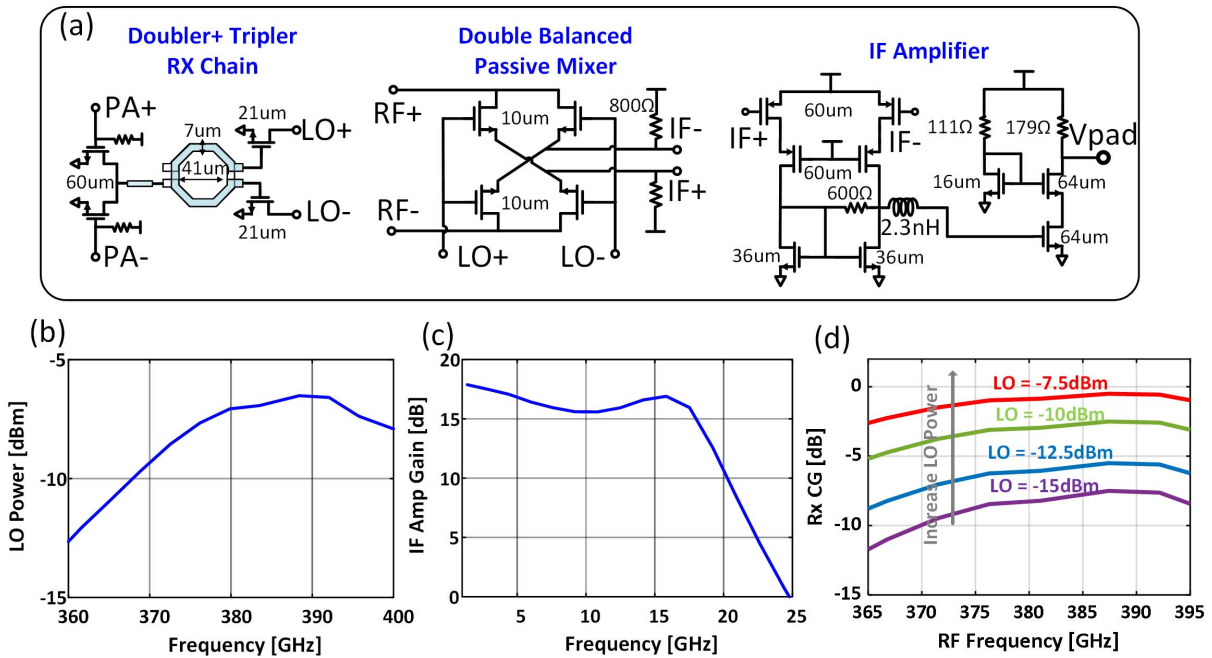 (a)
Doubler+ Tripler
RX Chain
PA+
21um
LO+
7um
41um
60um
LO-
21um
PA-
Double Balanced
Passive Mixer
RF+
10um
800Ω
IF-
IF+
10um
RF-
LO+
LO-
IF Amplifier
60um
IF+
IF-
60um
600Ω
2.3nH
36um
36um
111Ω
179Ω
Vpad
16um
64um
64um
(b)
LO Power [dBm]
-5
-10
-15
360
370
380
390
400
Frequency [GHz]
(c)
IF Amp Gain [dB]
20
15
10
5
0
5
10
15
20
25
Frequency [GHz]
(d)
Rx CG [dB]
0
-5
-10
-15
LO = -7.5dBm
LO = -10dBm
LO = -12.5dBm
LO = -15dBm
Increase LO Power
365
370
375
380
385
390
395
RF Frequency [GHz]